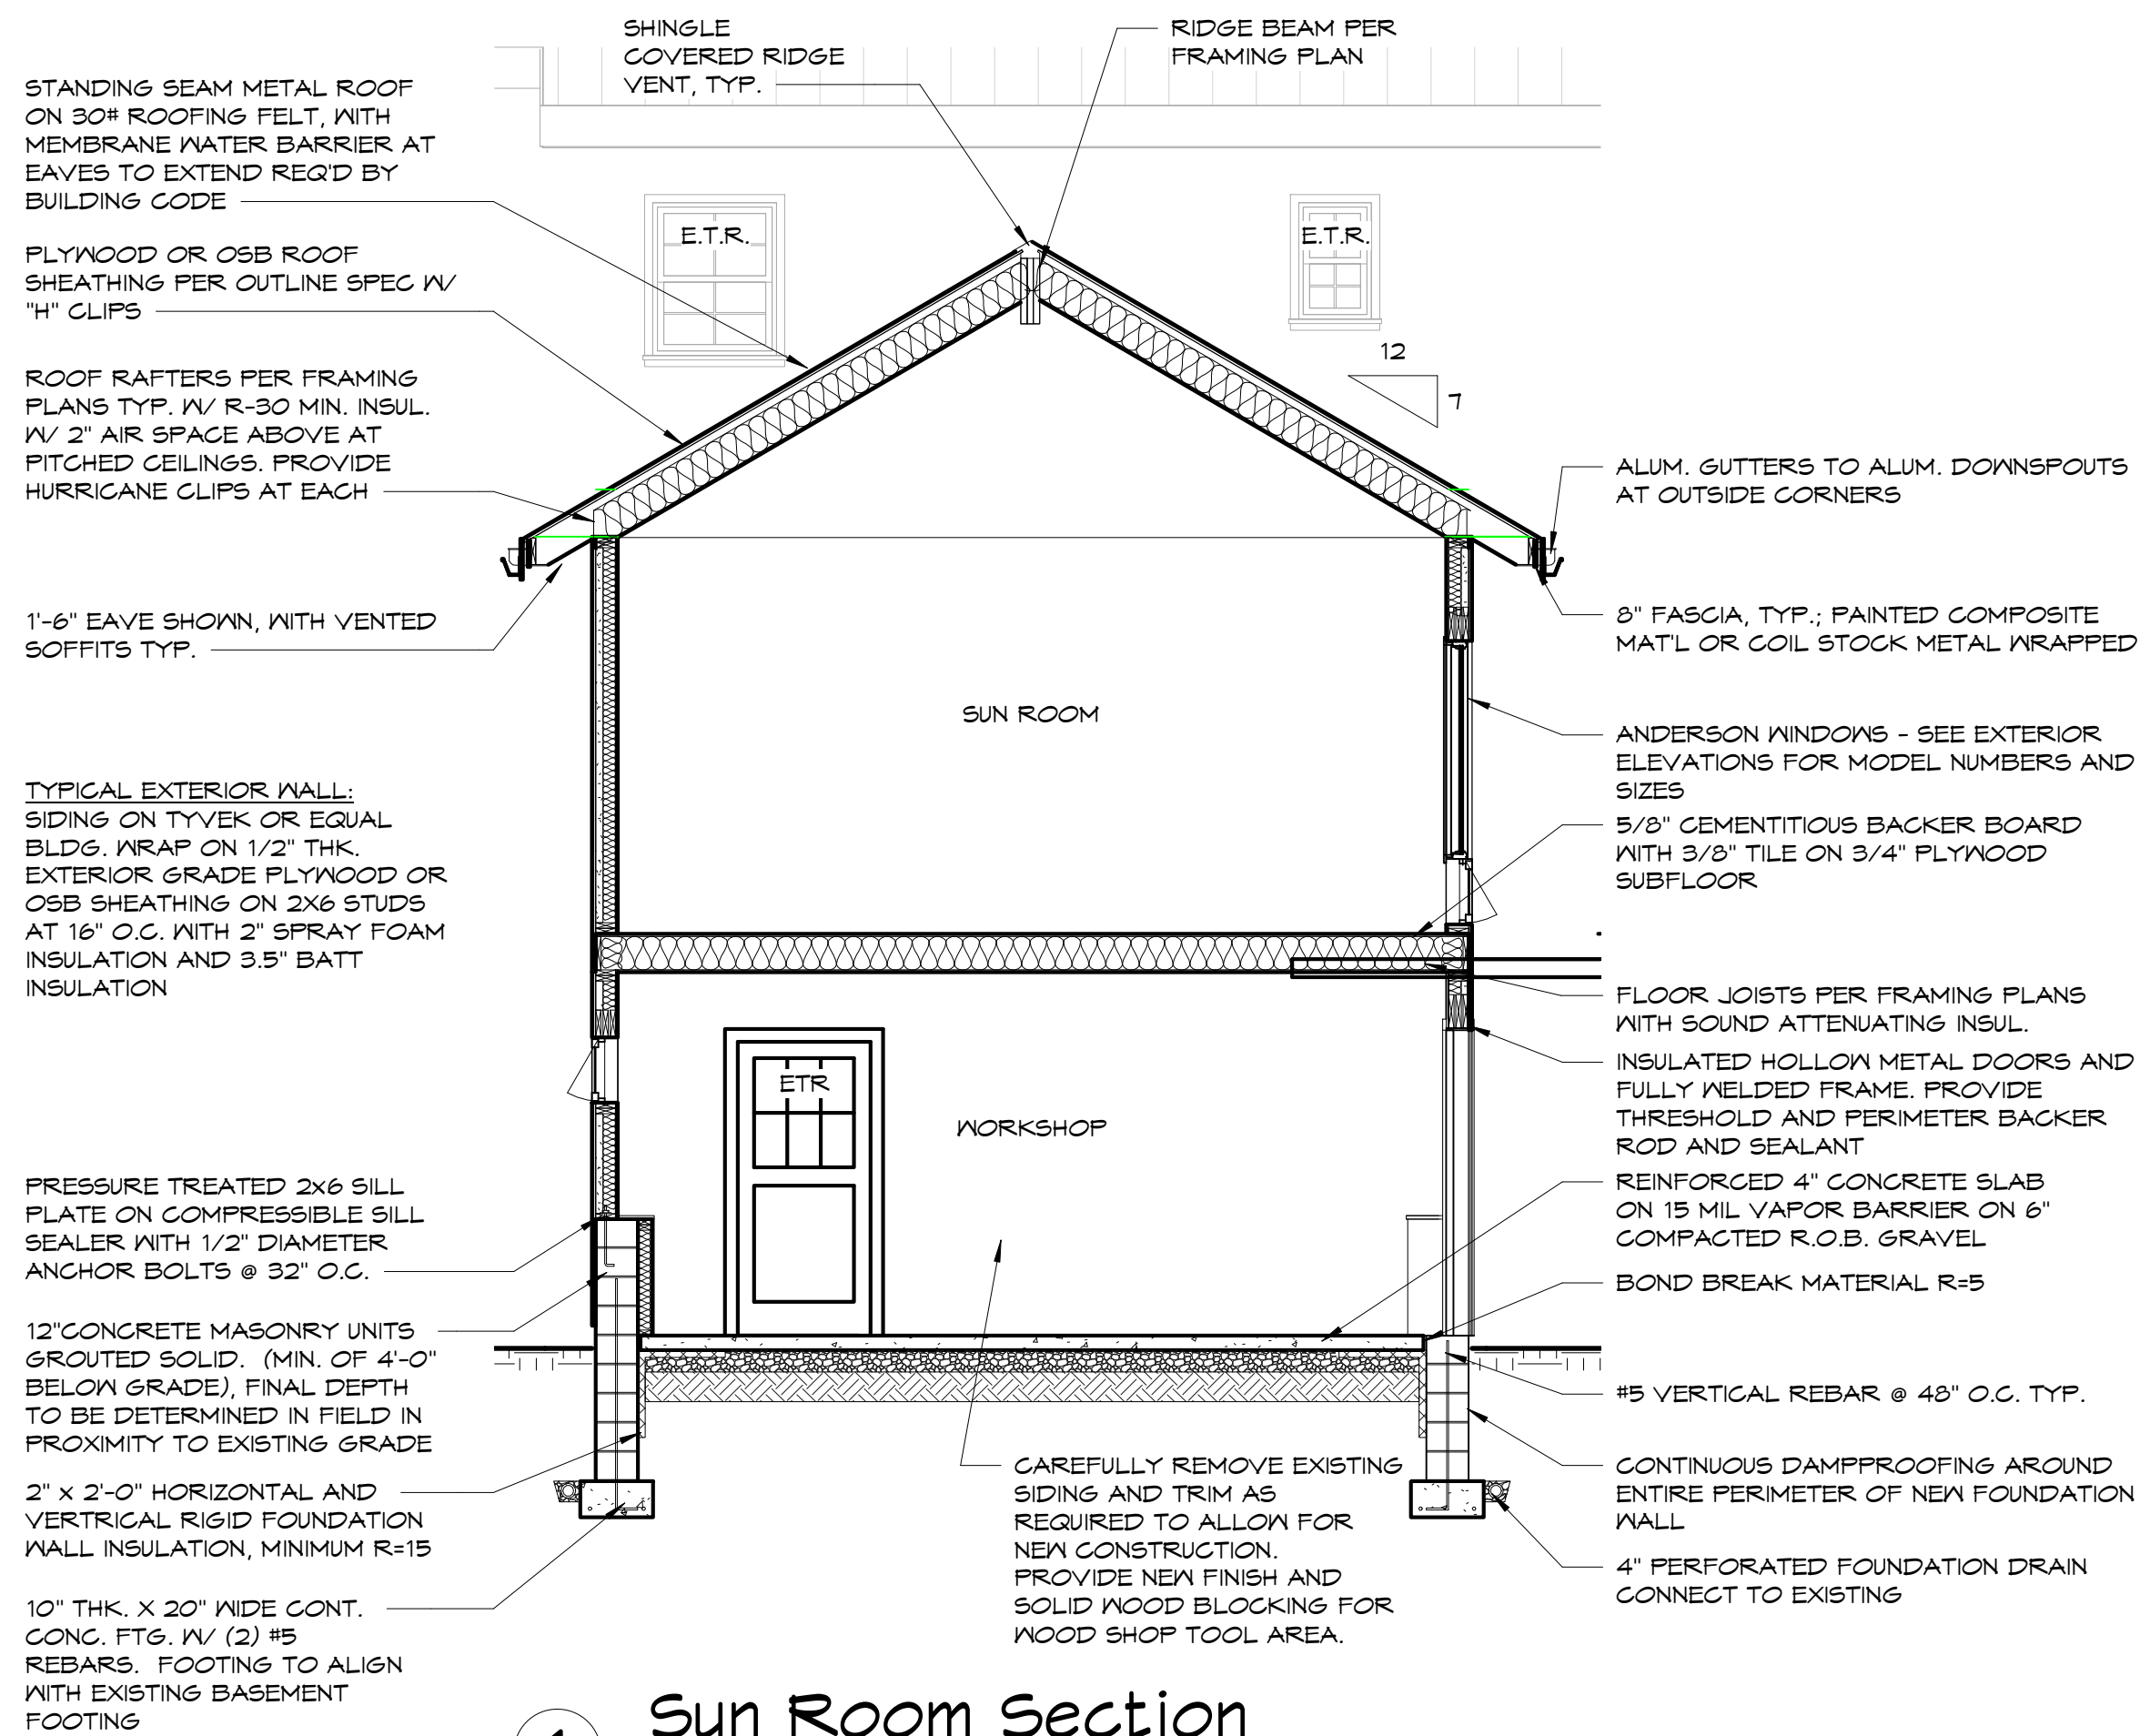 SHINGLE
COVERED RIDGE
VENT, TYP.
RIDGE BEAM PER
FRAMING PLAN
STANDING SEAM METAL ROOF
ON 30# ROOFING FELT, WITH
MEMBRANE WATER BARRIER AT
EAVES TO EXTEND REQ'D BY
BUILDING CODE
PLYWOOD OR OSB ROOF
SHEATHING PER OUTLINE SPEC W/
"H" CLIPS
ROOF RAFTERS PER FRAMING
PLANS TYP. W/ R-30 MIN. INSUL.
W/ 2" AIR SPACE ABOVE AT
PITCHED CEILINGS. PROVIDE
HURRICANE CLIPS AT EACH
1'-6" EAVE SHOWN, WITH VENTED
SOFFITS TYP.
TYPICAL EXTERIOR WALL:
SIDING ON TYVEK OR EQUAL
BLDG. WRAP ON 1/2" THK.
EXTERIOR GRADE PLYWOOD OR
OSB SHEATHING ON 2X6 STUDS
AT 16" O.C. WITH 2" SPRAY FOAM
INSULATION AND 3.5" BATT
INSULATION
PRESSURE TREATED 2x6 SILL
PLATE ON COMPRESSIBLE SILL
SEALER WITH 1/2" DIAMETER
ANCHOR BOLTS @ 32" O.C.
12"CONCRETE MASONRY UNITS
GROUTED SOLID. (MIN. OF 4'-0"
BELOW GRADE), FINAL DEPTH
TO BE DETERMINED IN FIELD IN
PROXIMITY TO EXISTING GRADE
2" x 2'-0" HORIZONTAL AND
VERTRICAL RIGID FOUNDATION
WALL INSULATION, MINIMUM R=15
10" THK. X 20" WIDE CONT.
CONC. FTG. W/ (2) #5
REBARS. FOOTING TO ALIGN
WITH EXISTING BASEMENT
FOOTING
E.T.R.
E.T.R.
12
7
SUN ROOM
ETR
WORKSHOP
CAREFULLY REMOVE EXISTING
SIDING AND TRIM AS
REQUIRED TO ALLOW FOR
NEW CONSTRUCTION.
PROVIDE NEW FINISH AND
SOLID WOOD BLOCKING FOR
WOOD SHOP TOOL AREA.
ALUM. GUTTERS TO ALUM. DOWNSPOUTS
AT OUTSIDE CORNERS
8" FASCIA, TYP.; PAINTED COMPOSITE
MAT'L OR COIL STOCK METAL WRAPPED
ANDERSON WINDOWS - SEE EXTERIOR
ELEVATIONS FOR MODEL NUMBERS AND
SIZES
5/8" CEMENTITIOUS BACKER BOARD
WITH 3/8" TILE ON 3/4" PLYWOOD
SUBFLOOR
FLOOR JOISTS PER FRAMING PLANS
WITH SOUND ATTENUATING INSUL.
INSULATED HOLLOW METAL DOORS AND
FULLY WELDED FRAME. PROVIDE
THRESHOLD AND PERIMETER BACKER
ROD AND SEALANT
REINFORCED 4" CONCRETE SLAB
ON 15 MIL VAPOR BARRIER ON 6"
COMPACTED R.O.B. GRAVEL
BOND BREAK MATERIAL R=5
#5 VERTICAL REBAR @ 48" O.C. TYP.
CONTINUOUS DAMPPROOFING AROUND
ENTIRE PERIMETER OF NEW FOUNDATION
WALL
4" PERFORATED FOUNDATION DRAIN
CONNECT TO EXISTING
1
Sun Room Section